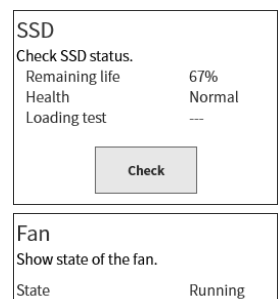 SSD
Check SSD status.
Remaining life 67%
Health Normal
Loading test ---
Check
Fan
Show state of the fan.
State Running